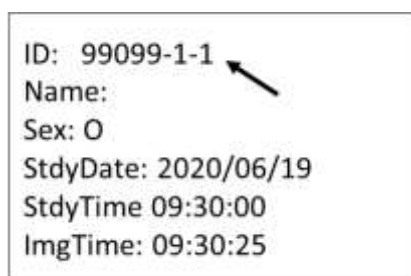 ID: 99099-1-1
Name:
Sex: O
StdyDate: 2020/06/19
StdyTime 09:30:00
ImgTime: 09:30:25